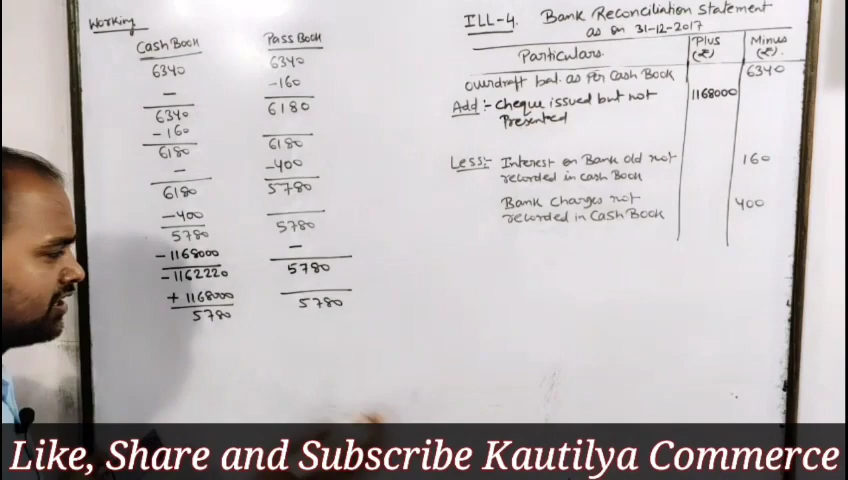 Working
Cash Book
6340
-
6340
-160
6180
-
6180
-400
5780
-1168000
-1162220
+1168000
5780
Pass Book
6340
-160
6180
6180
-400
5780
5780
-
5780
5780
ILL-4. Bank Reconciliation Statement
as on 31-12-2017
Particulars Plus (₹) Minus (₹).
overdraft bal. as Per Cash Book 6340
Add:- Cheque issued but not 1168000
Presented
Less:- Interest on Bank o/d not 160
recorded in cash Book
Bank Charges not 400
recorded in Cash Book
Like, Share and Subscribe Kautilya Commerce